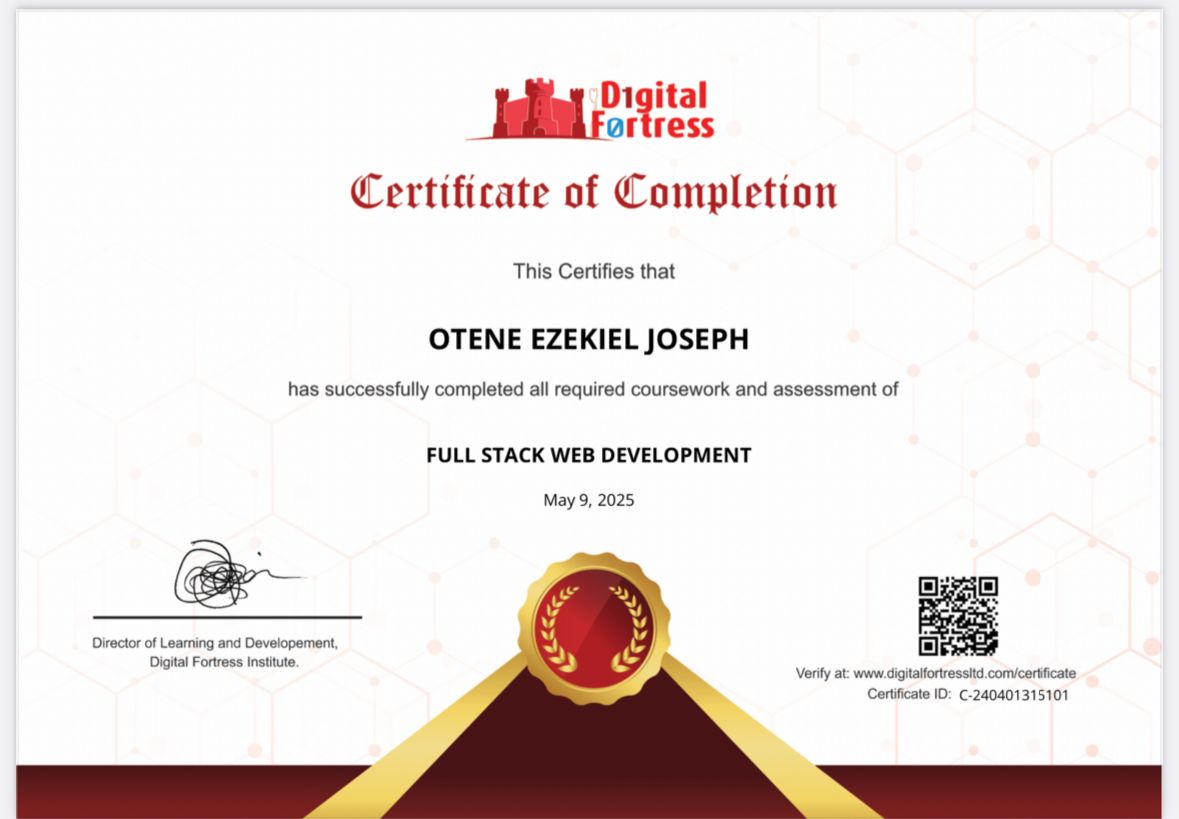 D1gital
Førtress
Certificate of Completion
This Certifies that
OTENE EZEKIEL JOSEPH
has successfully completed all required coursework and assessment of
FULL STACK WEB DEVELOPMENT
May 9, 2025
Director of Learning and Developement,
Digital Fortress Institute.
Verify at: www.digitalfortressltd.com/certificate
Certificate ID: C-240401315101